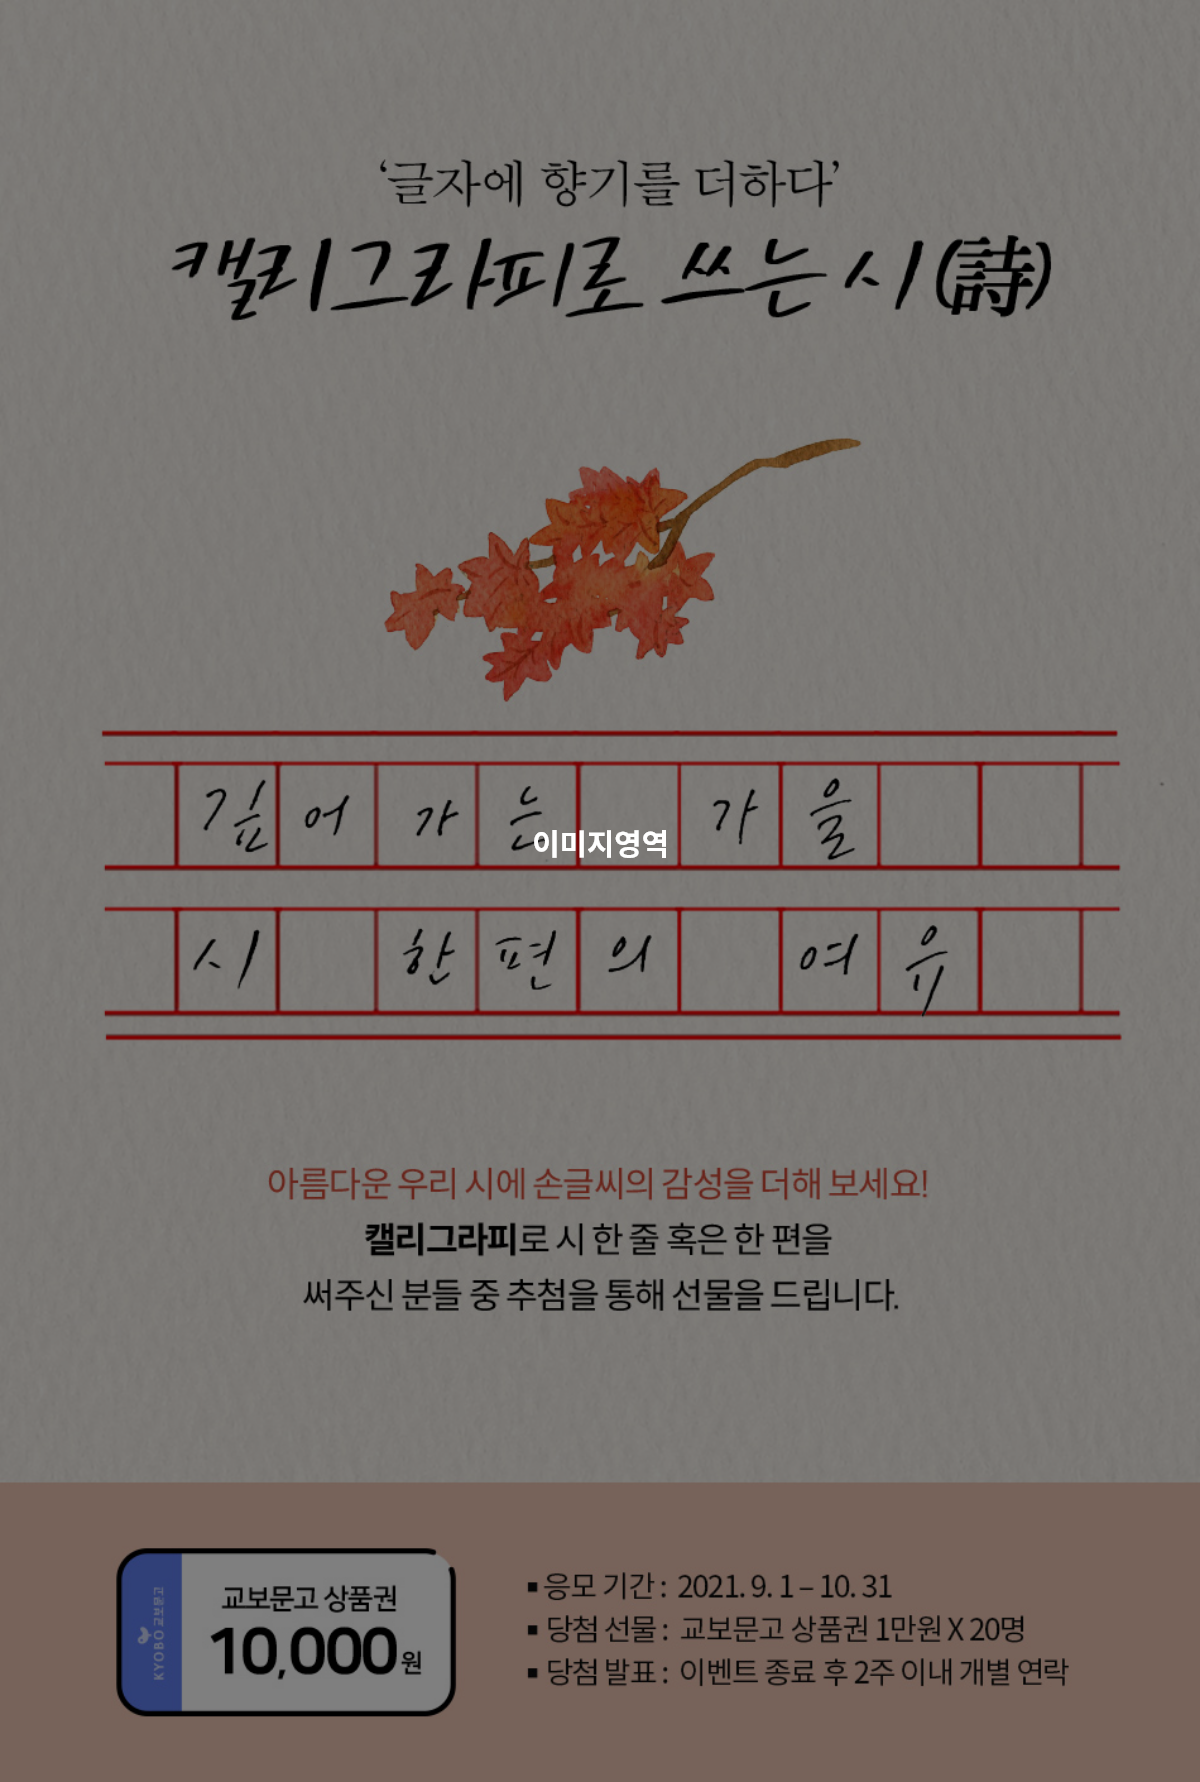 ‘글자에 향기를 더하다’
캘리그라피로 쓰는 시(詩)
깊어가는 가을
이미지영역
시 한편의 여유
아름다운 우리 시에 손글씨의 감성을 더해 보세요!
캘리그라피로 시 한 줄 혹은 한 편을
써주신 분들 중 추첨을 통해 선물을 드립니다.
KYOBO 교보문고
교보문고 상품권
10,000원
▪ 응모 기간 : 2021. 9. 1 – 10. 31
▪ 당첨 선물 : 교보문고 상품권 1만원 X 20명
▪ 당첨 발표 : 이벤트 종료 후 2주 이내 개별 연락